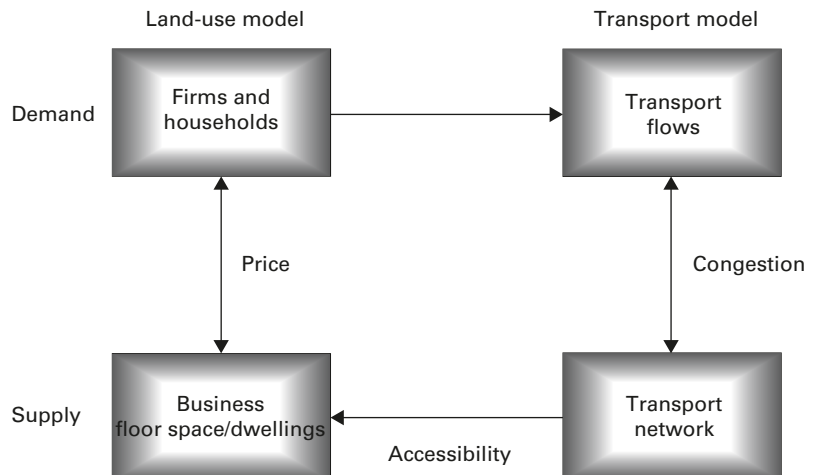 Land-use model
Transport model
Demand
Firms and
households
Transport
flows
Price
Congestion
Supply
Business
floor space/dwellings
Transport
network
Accessibility